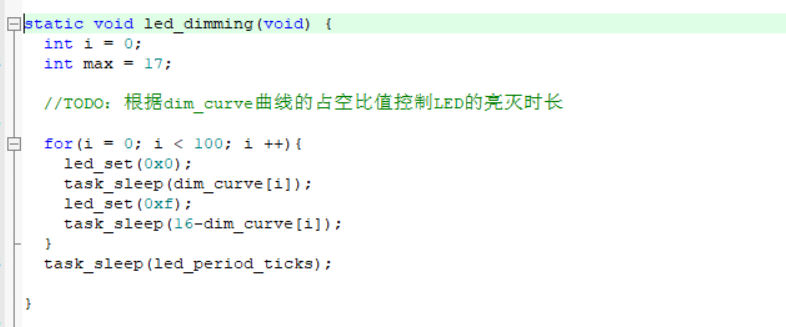 static void led_dimming(void) {
int i = 0;
int max = 17;
//TODO: 根据dim_curve曲线的占空比值控制LED的亮灭时长
for(i = 0; i < 100; i ++){
led_set(0x0);
task_sleep(dim_curve[i]);
led_set(0xf);
task_sleep(16-dim_curve[i]);
}
task_sleep(led_period_ticks);
}